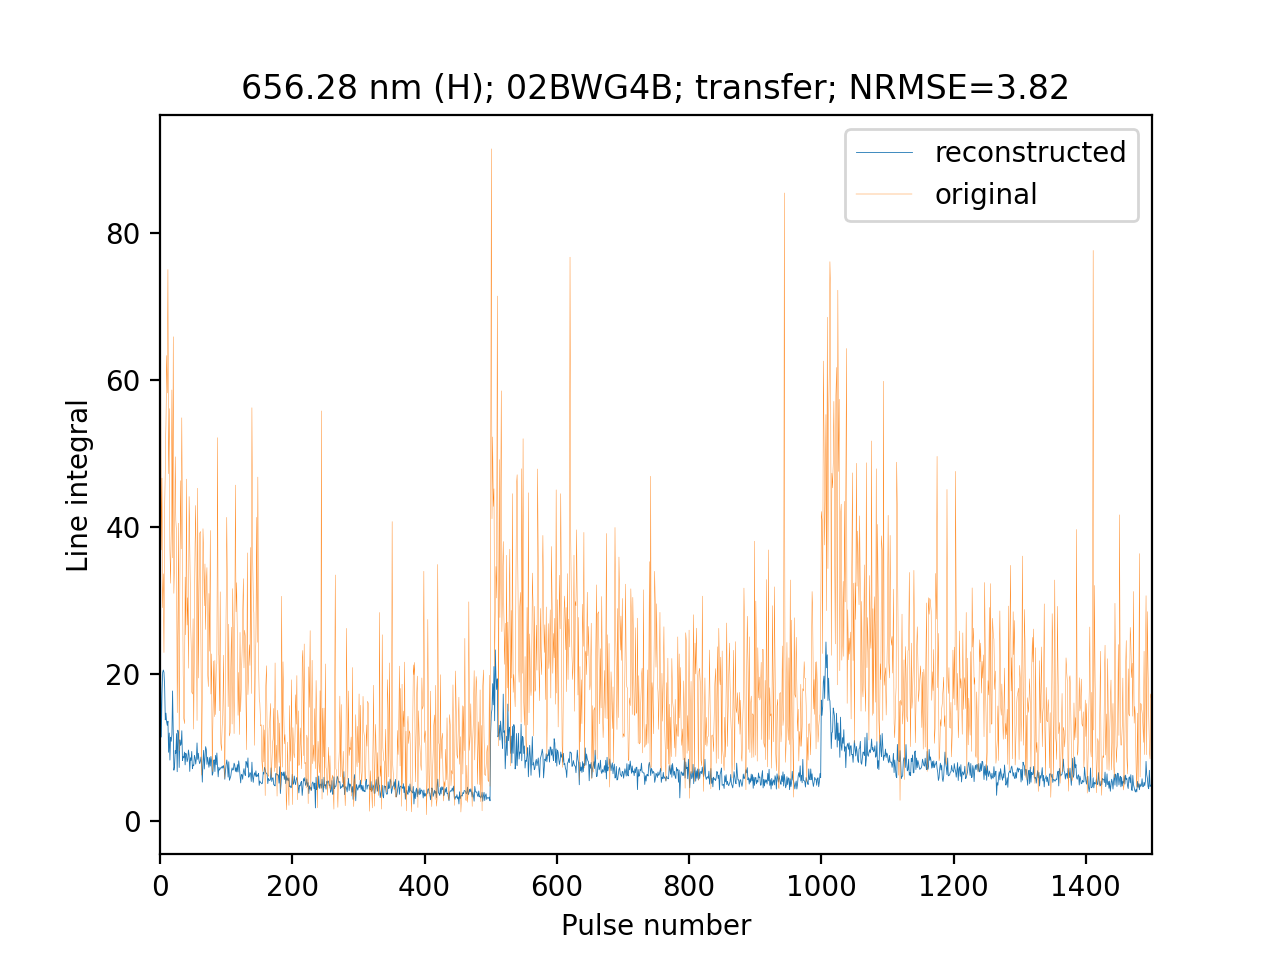 656.28 nm (H); 02BWG4B; transfer; NRMSE=3.82
reconstructed
original
Line integral
80
60
40
20
0
0 200 400 600 800 1000 1200 1400
Pulse number